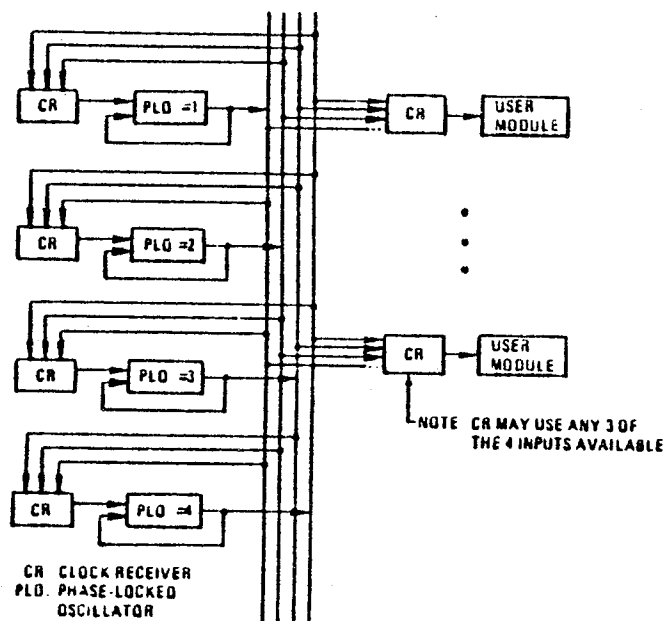 CR
PLO =1
CR
USER
MODULE
CR
PLO =2
CR
PLO =3
CR
USER
MODULE
NOTE CR MAY USE ANY 3 OF
THE 4 INPUTS AVAILABLE
CR
PLO =4
CR CLOCK RECEIVER
PLO. PHASE-LOCKED
OSCILLATOR